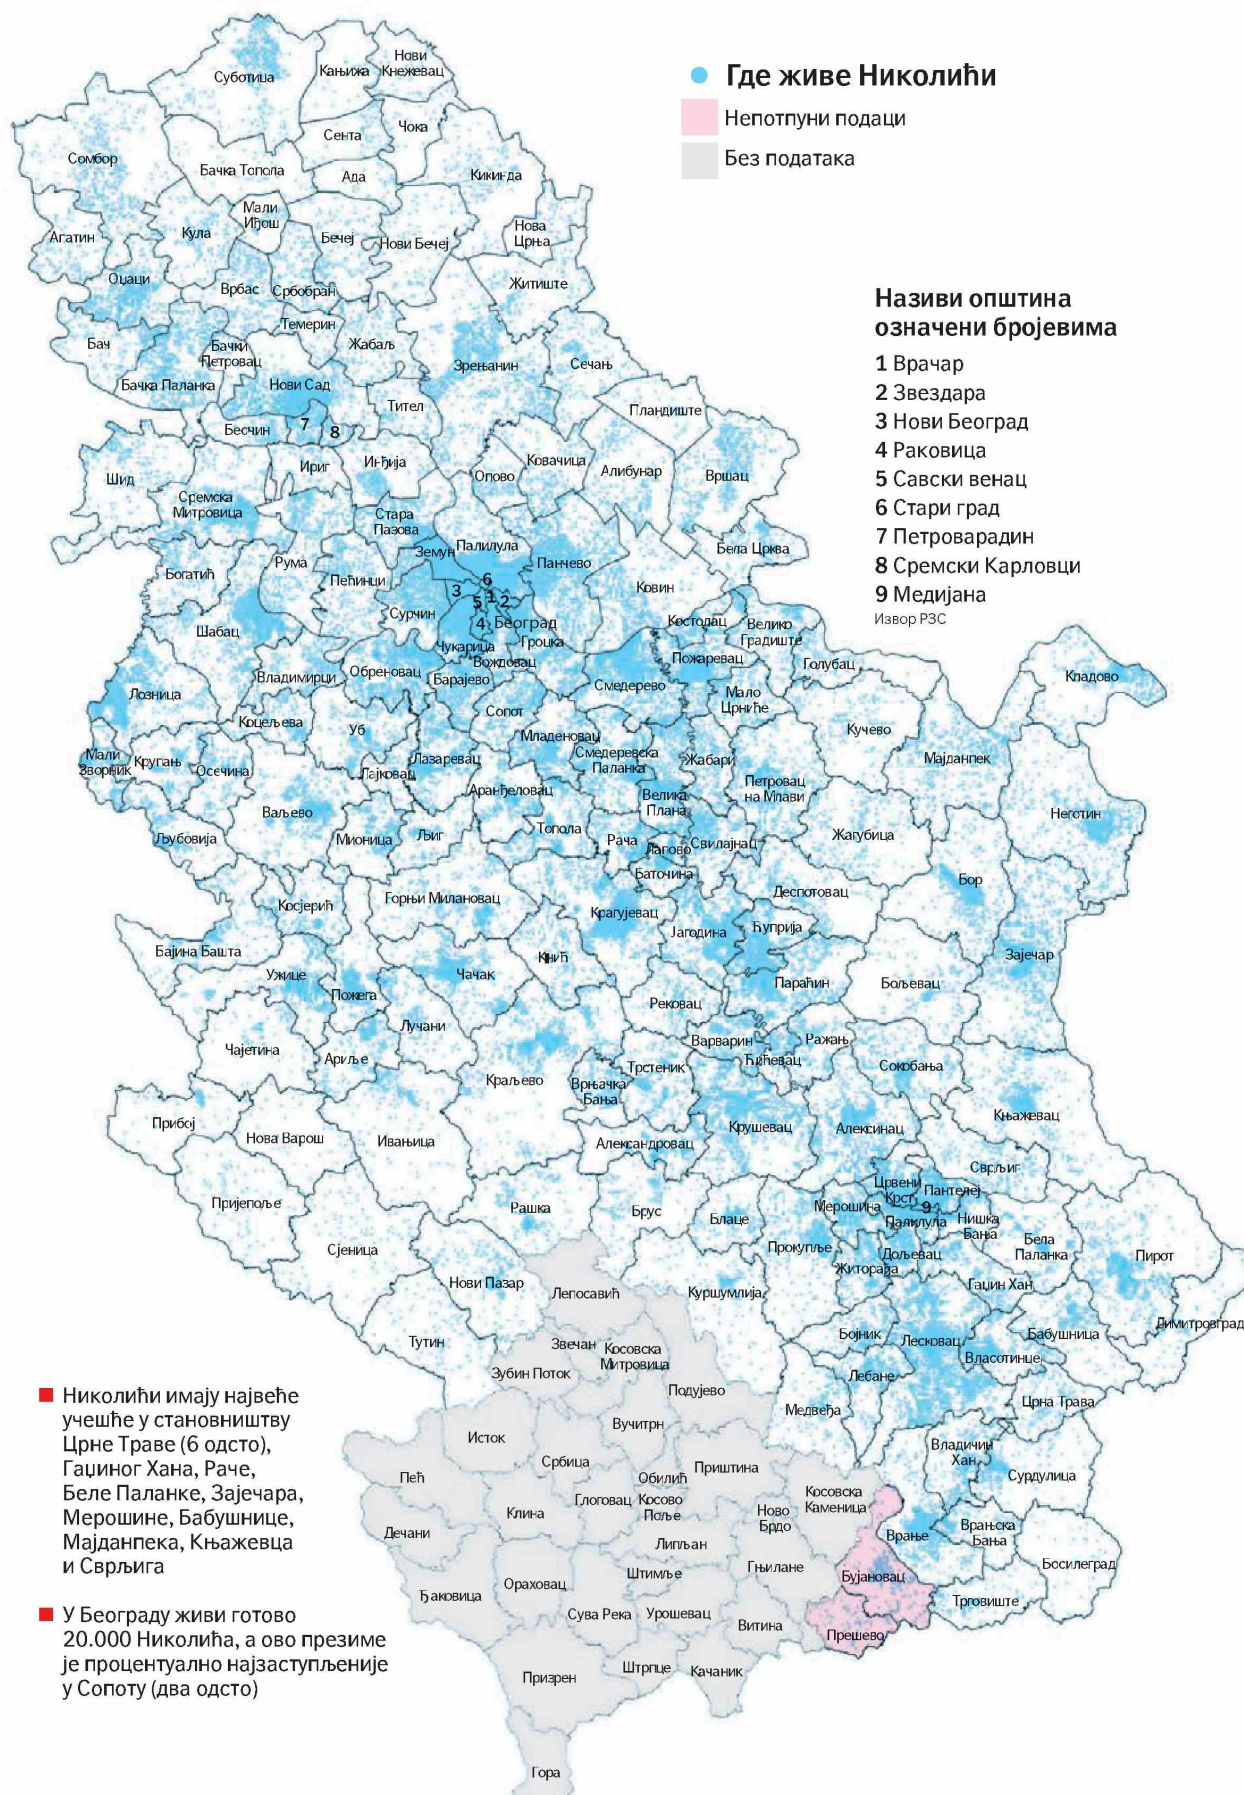 Где живе Николићи
Непотпуни подаци
Без података
Називи општина
означени бројевима
1 Врачар
2 Звездара
3 Нови Београд
4 Раковица
5 Савски венац
6 Стари град
7 Петроварадин
8 Сремски Карловци
9 Медијана
Извор РЗС
Суботица
Кањижа
Нови
Кнежевац
Сента
Чока
Сомбор
Бачка Топола
Ада
Кикинда
Мали
Иђош
Агатин
Кула
Бечеј
Нови Бечеј
Нова
Црња
Оџаци
Врбас
Србобран
Житиште
Темерин
Бач
Бачки
Петровац
Жабаљ
Зрењанин
Сечањ
Бачка Паланка
Нови Сад
Тител
Пландиште
7
8
Бесчин
Шид
Ириг
Инђија
Опово
Ковачица
Алибунар
Вршац
Сремска
Митровица
Стара
Пазова
Земун
Палилула
Панчево
Бела Црква
Богатић
Рума
Пећинци
6
3
5
1
2
Ковин
Сурчин
4
Београд
Костолац
Велико
Градиште
Шабац
Чукарица
Гроцка
Вождовац
Пожаревац
Голубац
Кладово
Владимирци
Обреновац
Барајево
Смедерево
Лозница
Мало
Црниће
Коцељева
Сопот
Уб
Младеновац
Кучево
Мали
Зворник
Крупањ
Осечина
Лајковац
Лазаревац
Смедеревска
Паланка
Жабари
Мајданпек
Аранђеловац
Велика
Плана
Петровац
на Млави
Ваљево
Неготин
Љубовија
Мионица
Љиг
Топола
Рача
Лапово
Свилајнац
Жагубица
Баточина
Косјерић
Горњи Милановац
Деспотовац
Бор
Крагујевац
Јагодина
Ћуприја
Бајина Башта
Ужице
Чачак
Кнић
Зајечар
Пожега
Параћин
Бољевац
Рековац
Лучани
Чајетина
Ариље
Варварин
Ражањ
Ћићевац
Краљево
Врњачка
Бања
Трстеник
Сокобања
Прибој
Нова Варош
Ивањица
Александровац
Крушевац
Алексинац
Књажевац
Сврљиг
Црвени
Крст
Пантелеј
Пријепоље
Рашка
Брус
Блаце
Мерошина
9
Палилула
Нишка
Бања
Сјеница
Прокупље
Дољевац
Бела
Паланка
Пирот
Житорађа
Нови Пазар
Лепосавић
Куршумлија
Гаџин Хан
Тутин
Звечан
Косовска
Митровица
Бојник
Лесковац
Бабушница
Димитровград
Власотинце
Зубин Поток
Подујево
Лебане
Медвеђа
Црна Трава
Исток
Вучитрн
Владичин
Хан
Сурдулица
Пећ
Србица
Обилић
Приштина
Косовска
Каменица
Клина
Глоговац
Косово
Поље
Ново
Брдо
Дечани
Липљан
Врање
Врањска
Бања
Босилеград
Ђаковица
Ораховац
Штимље
Гњилане
Бујановац
Сува Река
Урошевац
Витина
Трговиште
Прешево
Призрен
Штрпце
Качаник
Гора
Николићи имају највеће
учешће у становништву
Црне Траве (6 одсто),
Гаџиног Хана, Раче,
Беле Паланке, Зајечара,
Мерошине, Бабушнице,
Мајданпека, Књажевца
и Сврљига
У Београду живи готово
20.000 Николића, а ово презиме
је процентуално најзаступљеније
у Сопоту (два одсто)